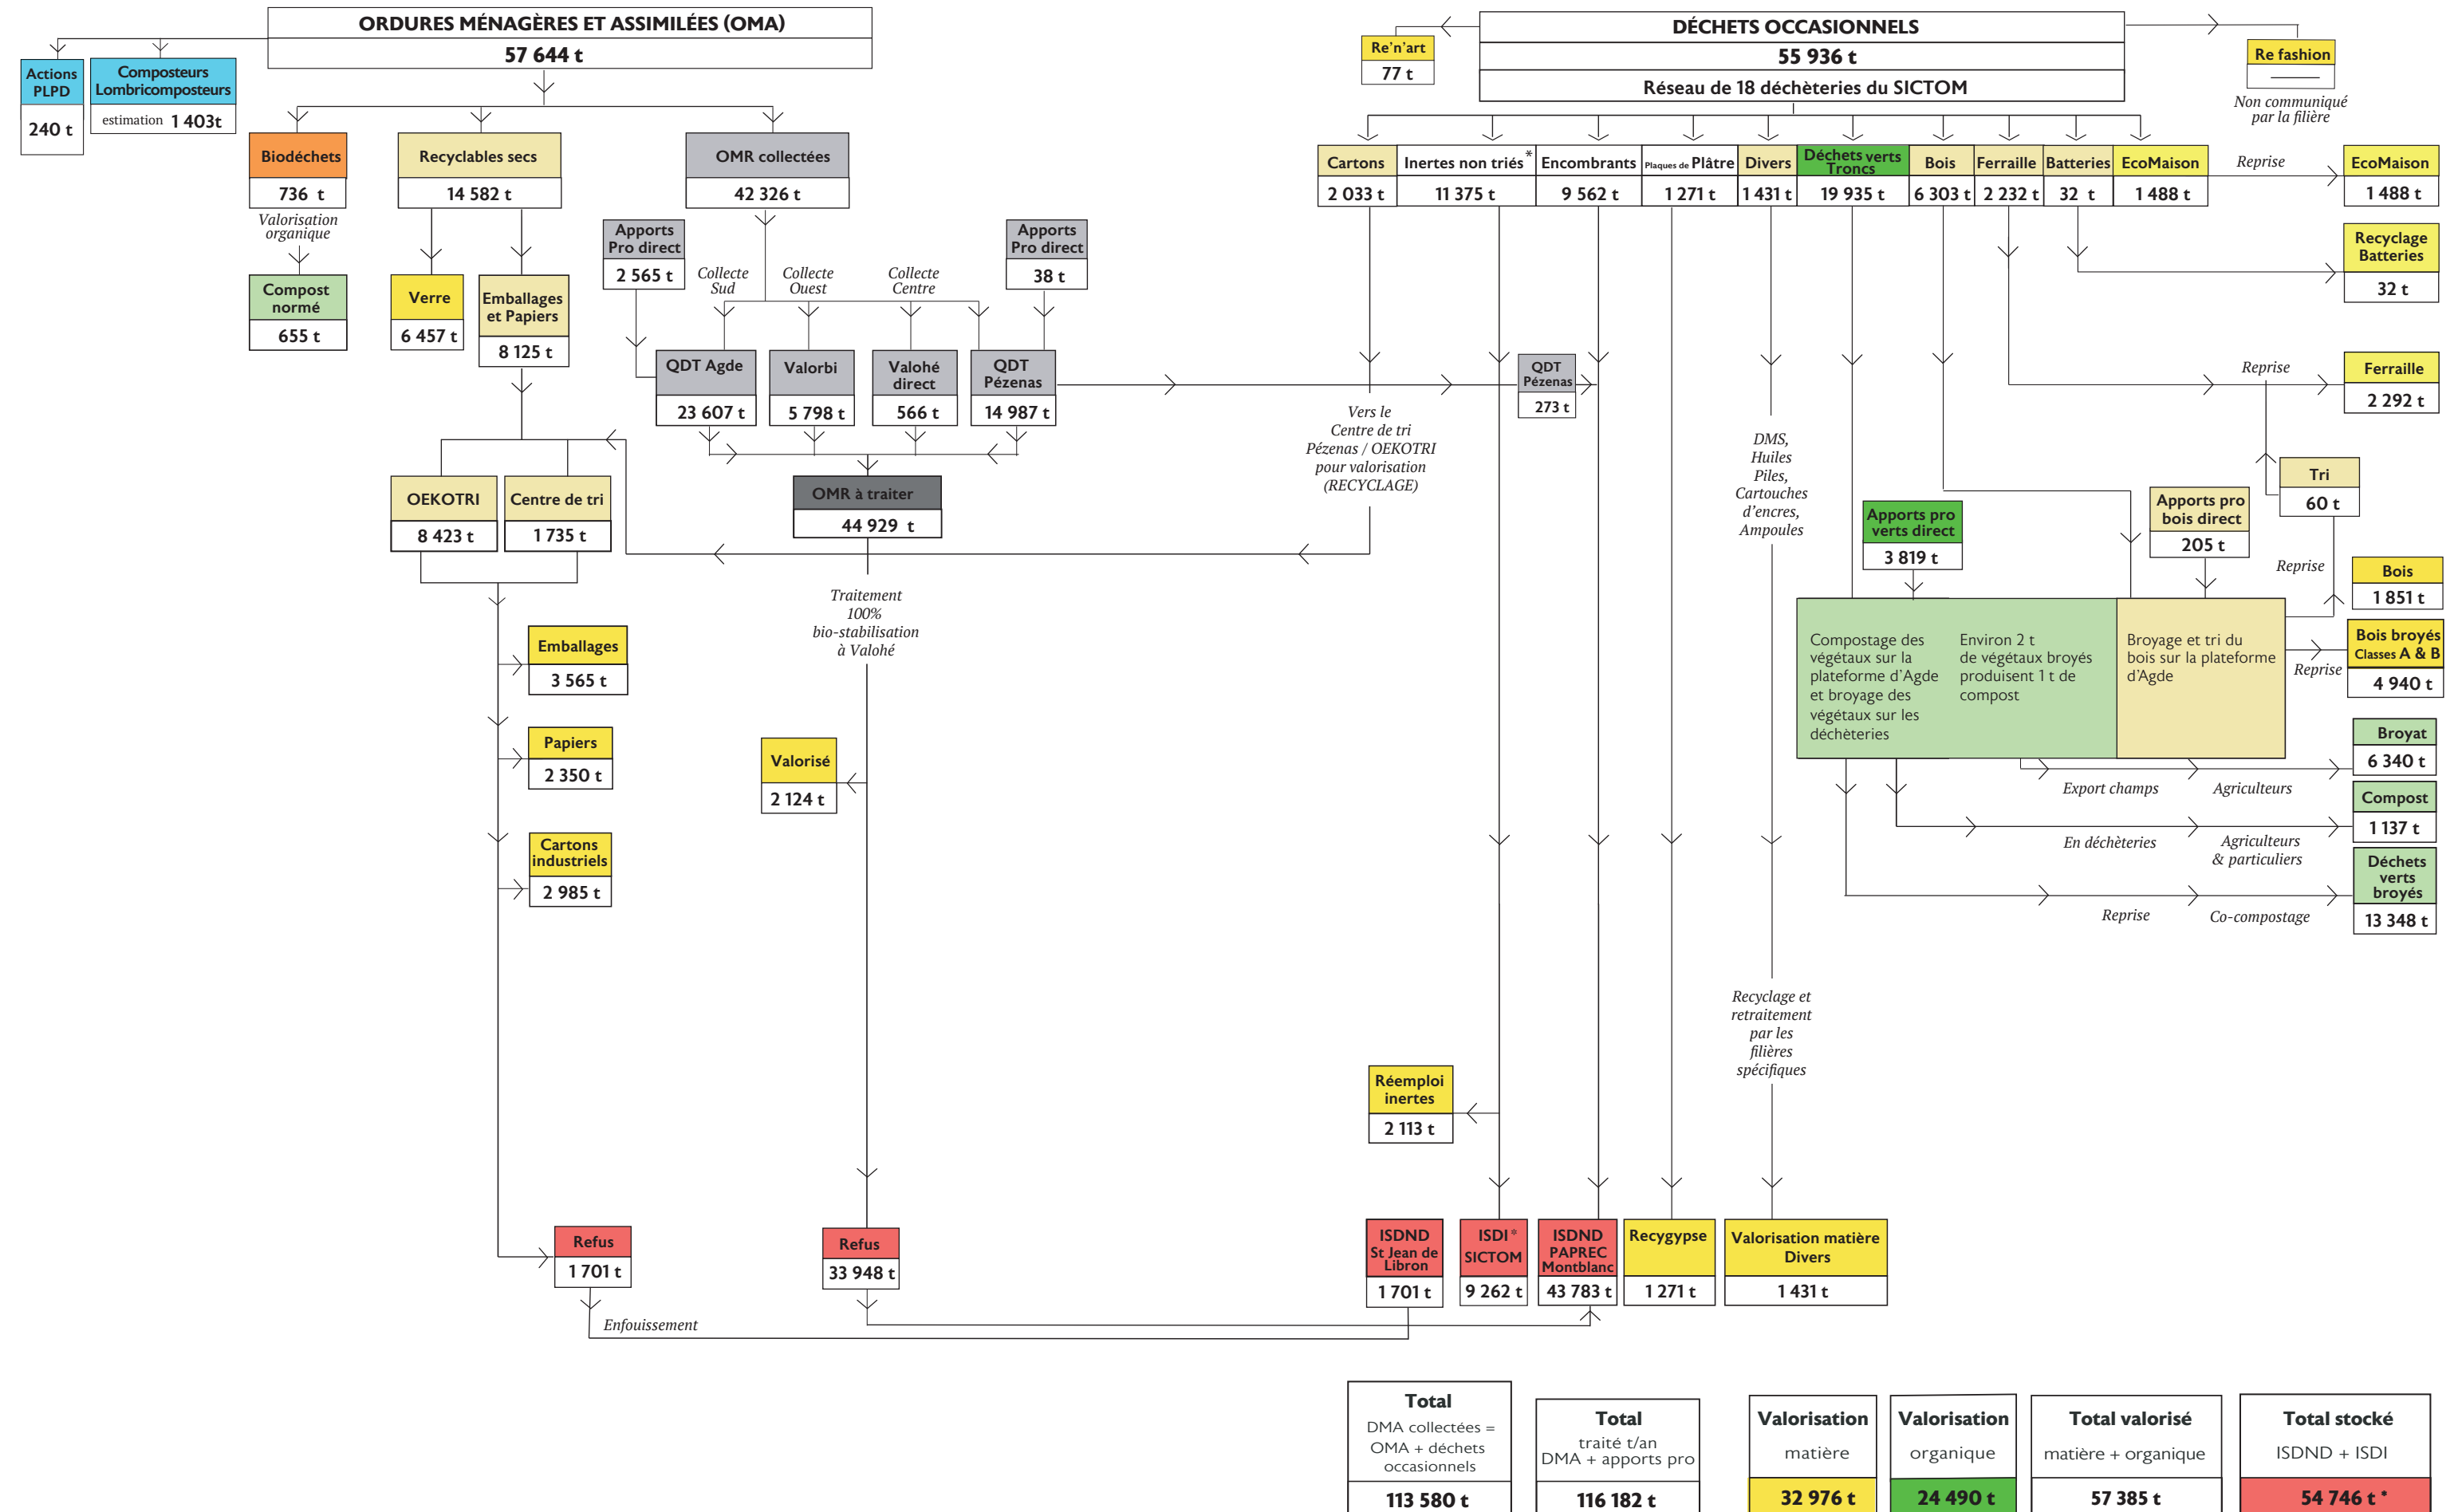 ORDURES MÉNAGÈRES ET ASSIMILÉES (OMA)
57 644 t
Actions
PLPD
240 t
Composteurs
Lombricomposteurs
estimation 1 403t
Biodéchets
736 t
Valorisation
organique
Compost
normé
655 t
Recyclables secs
14 582 t
Verre
6 457 t
Emballages
et Papiers
8 125 t
OMR collectées
42 326 t
Apports
Pro direct
2 565 t
Collecte
Sud
Collecte
Ouest
Collecte
Centre
Apports
Pro direct
38 t
QDT Agde
23 607 t
Valorbi
5 798 t
Valohé
direct
566 t
QDT
Pézenas
14 987 t
OEKOTRI
8 423 t
Centre de tri
1 735 t
OMR à traiter
44 929 t
Traitement
100%
bio-stabilisation
à Valohé
Emballages
3 565 t
Papiers
2 350 t
Cartons
industriels
2 985 t
Valorisé
2 124 t
Refus
1 701 t
Refus
33 948 t
Enfouissement
DÉCHETS OCCASIONNELS
55 936 t
Réseau de 18 déchèteries du SICTOM
Re'n'art
77 t
Re fashion
Non communiqué
par la filière
Cartons
2 033 t
Inertes non triés*
11 375 t
Encombrants
9 562 t
Plaques de Plâtre
1 271 t
Divers
1 431 t
Déchets verts
Troncs
19 935 t
Bois
6 303 t
Ferraille
2 232 t
Batteries
32 t
EcoMaison
1 488 t
Reprise
EcoMaison
1 488 t
Recyclage
Batteries
32 t
Reprise
Ferraille
2 292 t
QDT
Pézenas
273 t
Vers le
Centre de tri
Pézenas / OEKOTRI
pour valorisation
(RECYCLAGE)
DMS,
Huiles
Piles,
Cartouches
d'encres,
Ampoules
Apports pro
verts direct
3 819 t
Apports pro
bois direct
205 t
Tri
60 t
Reprise
Bois
1 851 t
Compostage des
végétaux sur la
plateforme d'Agde
et broyage des
végétaux sur les
déchèteries
Environ 2 t
de végétaux broyés
produisent 1 t de
compost
Broyage et tri du
bois sur la plateforme
d'Agde
Reprise
Bois broyés
Classes A & B
4 940 t
Export champs
Agriculteurs
Broyat
6 340 t
En déchèteries
Agriculteurs
& particuliers
Compost
1 137 t
Reprise
Co-compostage
Déchets
verts
broyés
13 348 t
Recyclage et
retraitement
par les
filières
spécifiques
Réemploi
inertes
2 113 t
ISDND
St Jean de
Libron
1 701 t
ISDI*
SICTOM
9 262 t
ISDND
PAPREC
Montblanc
43 783 t
Recygypse
1 271 t
Valorisation matière
Divers
1 431 t
Total
DMA collectées =
OMA + déchets
occasionnels
113 580 t
Total
traité t/an
DMA + apports pro
116 182 t
Valorisation
matière
32 976 t
Valorisation
organique
24 490 t
Total valorisé
matière + organique
57 385 t
Total stocké
ISDND + ISDI
54 746 t *